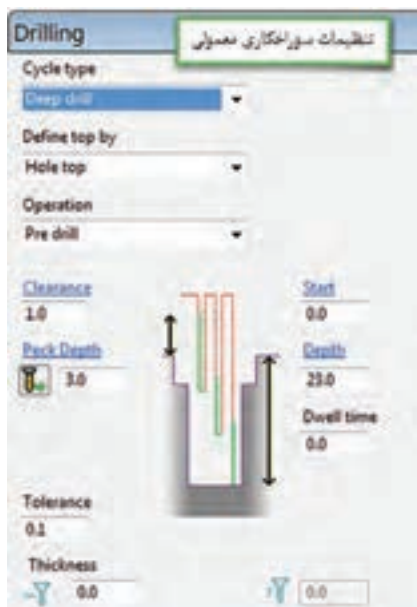 Drilling
تنظیمات سوراخکاری معمولی
Cycle type
Deep drill
Define top by
Hole top
Operation
Pre drill
Clearance
1.0
Start
0.0
Peck Depth
3.0
Depth
23.0
Dwell time
0.0
Tolerance
0.1
Thickness
0.0
0.0